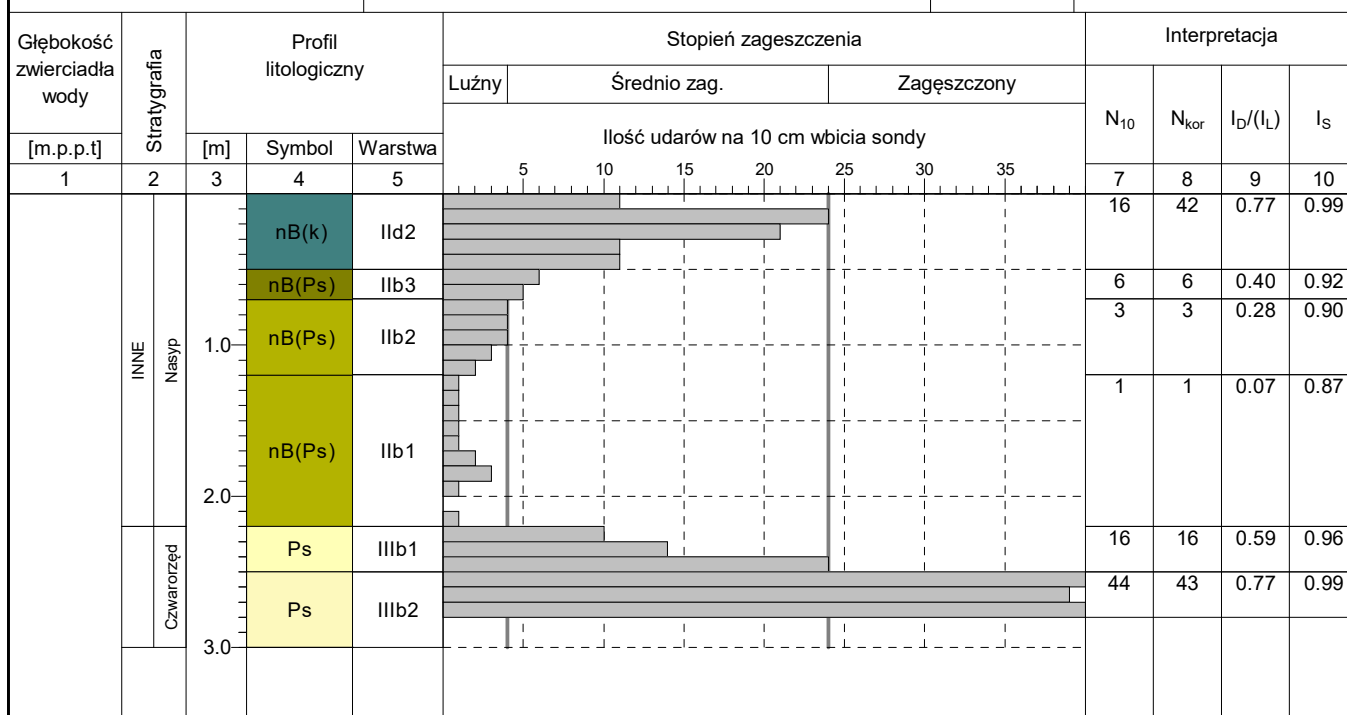 Głębokość zwierciadła wody
Stratygrafia
Profil litologiczny
Stopień zageszczenia
Interpretacja
Luźny Średnio zag. Zagęszczony
N10 Nkor ID/(IL) IS
Ilość udarów na 10 cm wbicia sondy
[m.p.p.t] [m] Symbol Warstwa
5 10 15 20 25 30 35
1 2 3 4 5 7 8 9 10
INNE
Nasyp
nB(k) IId2 16 42 0.77 0.99
nB(Ps) IIb3 6 6 0.40 0.92
nB(Ps) IIb2 3 3 0.28 0.90
1.0
nB(Ps) IIb1 1 1 0.07 0.87
2.0
Czwarorzęd
Ps IIIb1 16 16 0.59 0.96
Ps IIIb2 44 43 0.77 0.99
3.0